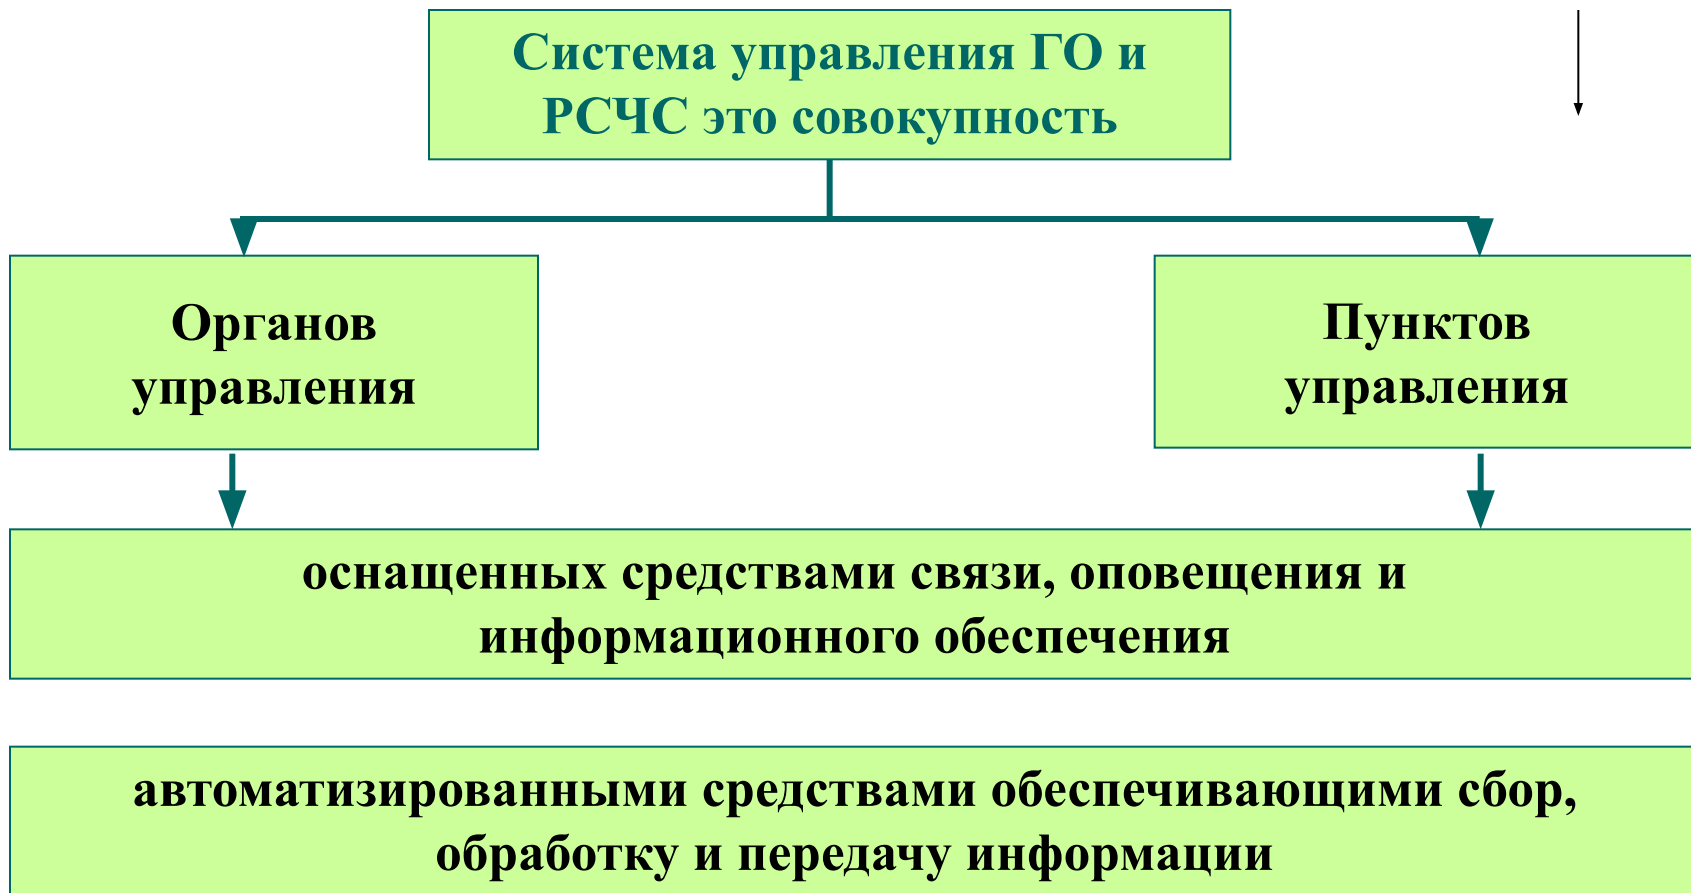 Система управления ГО и
РСЧС это совокупность
Органов
управления
Пунктов
управления
оснащенных средствами связи, оповещения и
информационного обеспечения
автоматизированными средствами обеспечивающими сбор,
обработку и передачу информации